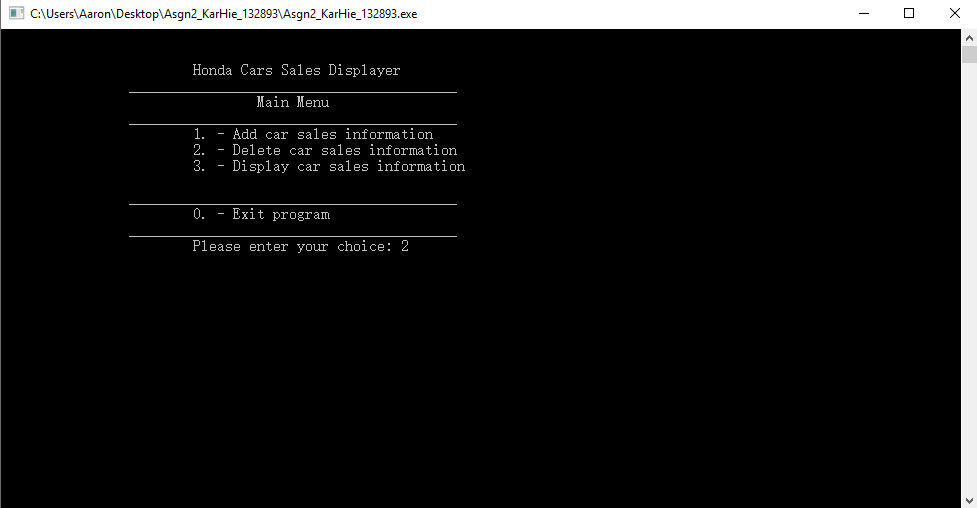 C:\Users\Aaron\Desktop\Asgn2_KarHie_132893\Asgn2_KarHie_132893.exe
Honda Cars Sales Displayer
Main Menu
1. - Add car sales information
2. - Delete car sales information
3. - Display car sales information
0. - Exit program
Please enter your choice: 2